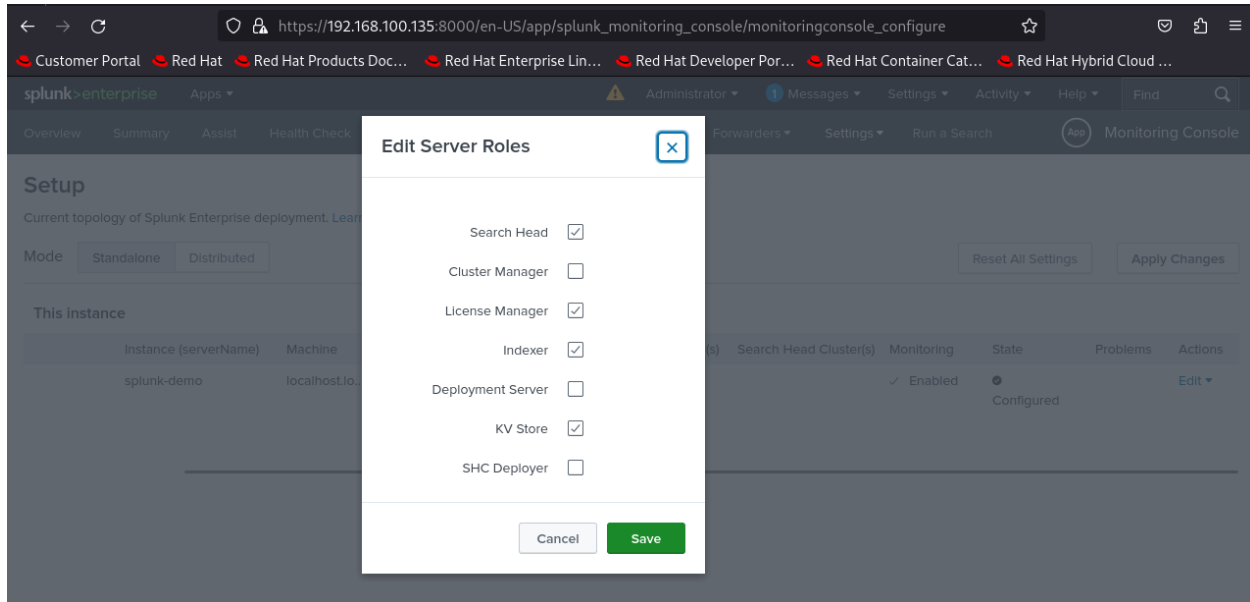 https://192.168.100.135:8000/en-US/app/splunk_monitoring_console/monitoringconsole_configure
Customer Portal Red Hat Red Hat Products Doc... Red Hat Enterprise Lin... Red Hat Developer Por... Red Hat Container Cat... Red Hat Hybrid Cloud ...
splunk>enterprise Apps Administrator 1 Messages Settings Activity Help Find
Overview Summary Assist Health Check Forwarders Settings Run a Search App Monitoring Console
Edit Server Roles
Setup
Current topology of Splunk Enterprise deployment.
Mode Standalone Distributed Reset All Settings Apply Changes
This instance
Instance (serverName) Machine Search Head Cluster(s) Monitoring State Problems Actions
splunk-demo localhost.lo... Enabled Configured Edit
Search Head
Cluster Manager
License Manager
Indexer
Deployment Server
KV Store
SHC Deployer
Cancel Save